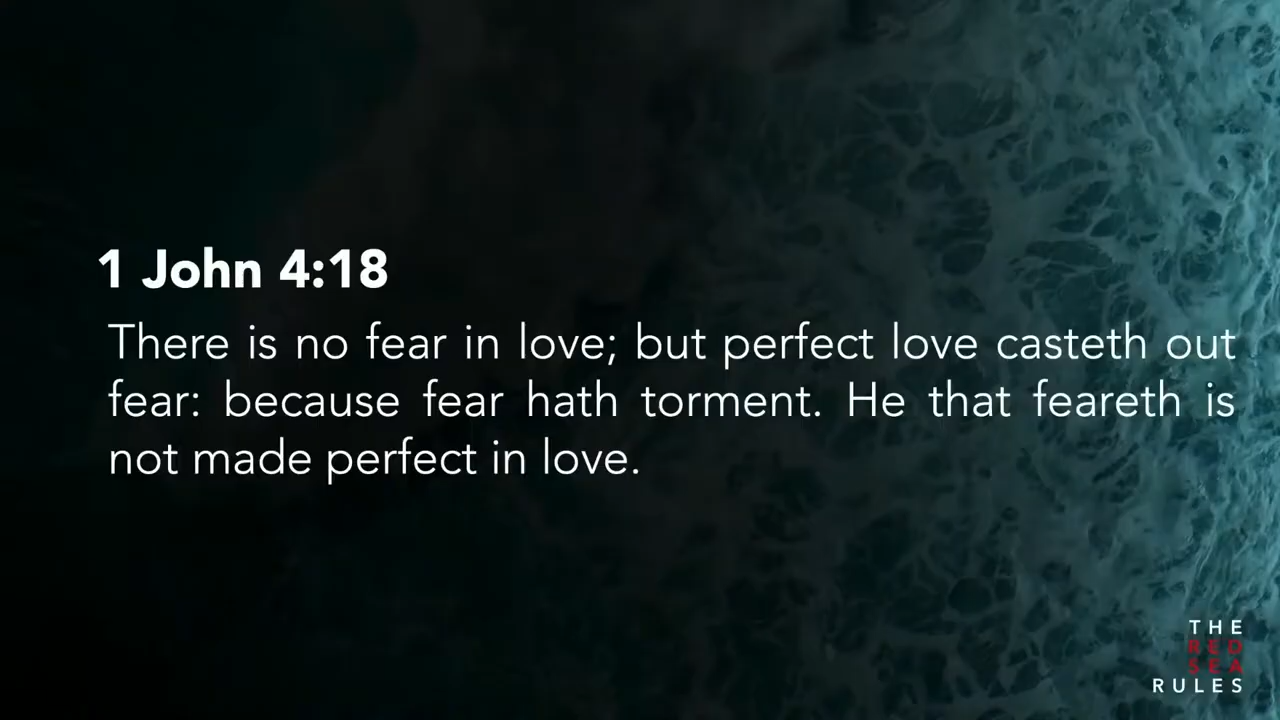 1 John 4:18
There is no fear in love; but perfect love casteth out
fear: because fear hath torment. He that feareth is
not made perfect in love.
THE
RED
SEA
RULES